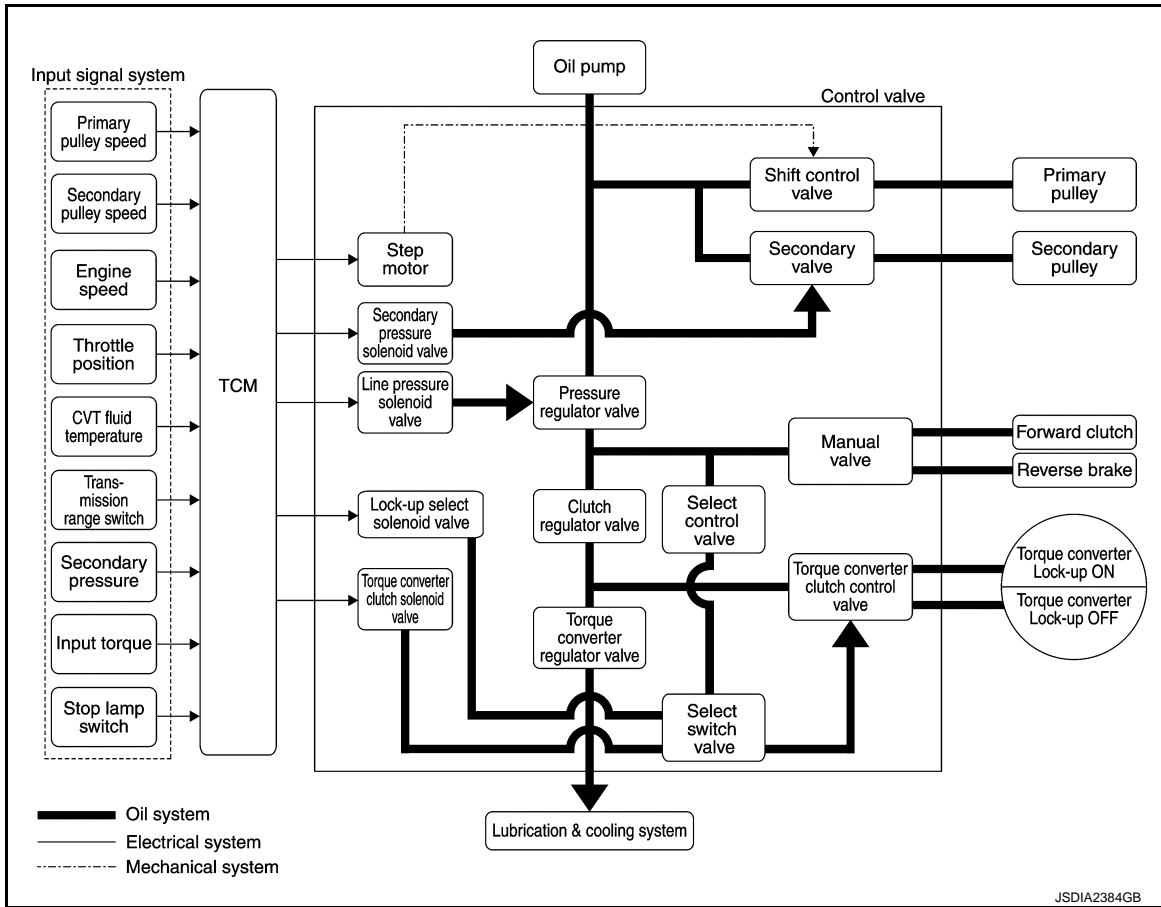 Input signal system
Primary
pulley speed
Secondary
pulley speed
Engine
speed
Throttle
position
CVT fluid
temperature
Trans-
mission
range switch
Secondary
pressure
Input torque
Stop lamp
switch
TCM
Oil pump
Control valve
Step
motor
Secondary
pressure
solenoid valve
Line pressure
solenoid
valve
Lock-up select
solenoid valve
Torque converter
clutch solenoid
valve
Shift control
valve
Secondary
valve
Pressure
regulator valve
Manual
valve
Clutch
regulator valve
Select
control
valve
Torque converter
clutch control
valve
Torque
converter
regulator valve
Select
switch
valve
Primary
pulley
Secondary
pulley
Forward clutch
Reverse brake
Torque converter
Lock-up ON
Torque converter
Lock-up OFF
Lubrication & cooling system
Oil system
Electrical system
Mechanical system
JSDIA2384GB